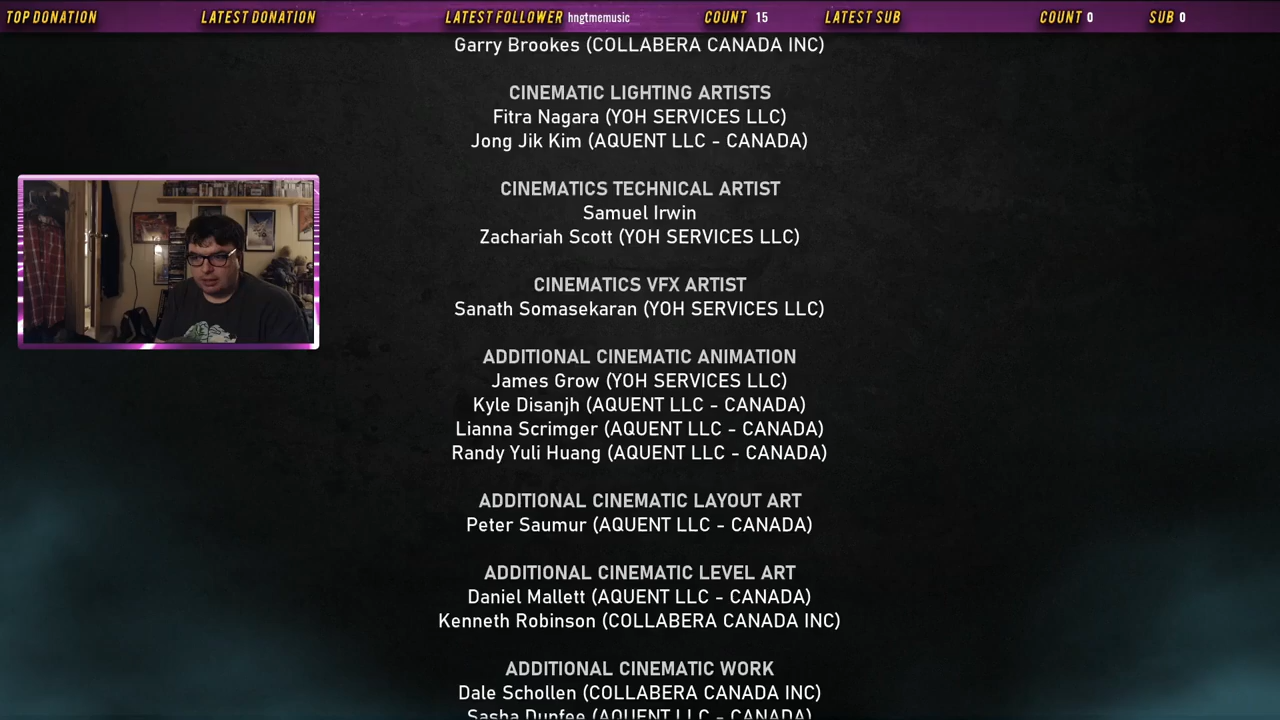 TOP DONATION LATEST DONATION LATEST FOLLOWER hngtmemusic COUNT 15 LATEST SUB COUNT 0 SUB 0
Garry Brookes (COLLABERA CANADA INC)
CINEMATIC LIGHTING ARTISTS
Fitra Nagara (YOH SERVICES LLC)
Jong Jik Kim (AQUENT LLC - CANADA)
CINEMATICS TECHNICAL ARTIST
Samuel Irwin
Zachariah Scott (YOH SERVICES LLC)
CINEMATICS VFX ARTIST
Sanath Somasekaran (YOH SERVICES LLC)
ADDITIONAL CINEMATIC ANIMATION
James Grow (YOH SERVICES LLC)
Kyle Disanjh (AQUENT LLC - CANADA)
Lianna Scrimger (AQUENT LLC - CANADA)
Randy Yuli Huang (AQUENT LLC - CANADA)
ADDITIONAL CINEMATIC LAYOUT ART
Peter Saumur (AQUENT LLC - CANADA)
ADDITIONAL CINEMATIC LEVEL ART
Daniel Mallett (AQUENT LLC - CANADA)
Kenneth Robinson (COLLABERA CANADA INC)
ADDITIONAL CINEMATIC WORK
Dale Schollen (COLLABERA CANADA INC)
Sasha Dunfee (AQUENT LLC - CANADA)